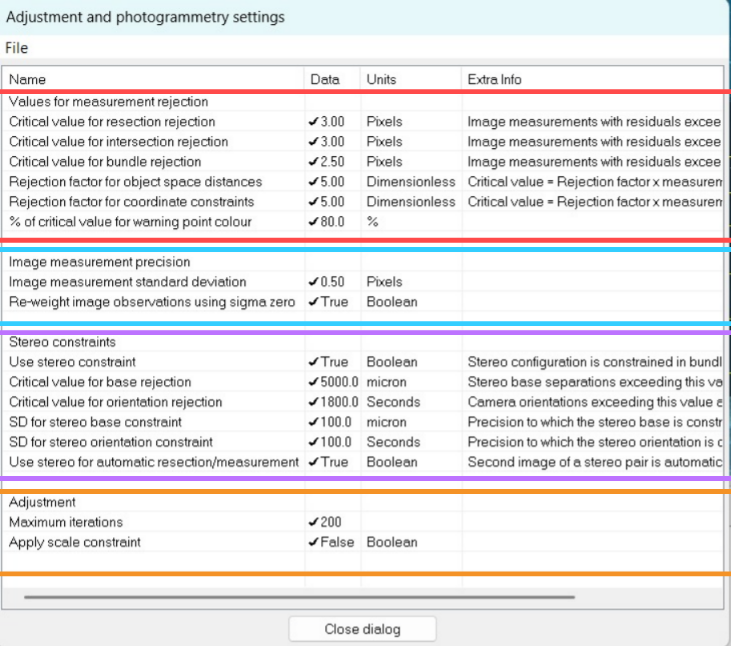 Adjustment and photogrammetry settings
File
Name Data Units Extra Info
Values for measurement rejection
Critical value for resection rejection ✔3.00 Pixels Image measurements with residuals excee
Critical value for intersection rejection ✔3.00 Pixels Image measurements with residuals excee
Critical value for bundle rejection ✔2.50 Pixels Image measurements with residuals excee
Rejection factor for object space distances ✔5.00 Dimensionless Critical value = Rejection factor x measurem
Rejection factor for coordinate constraints ✔5.00 Dimensionless Critical value = Rejection factor x measurem
% of critical value for warning point colour ✔80.0 %
Image measurement precision
Image measurement standard deviation ✔0.50 Pixels
Re-weight image observations using sigma zero ✔True Boolean
Stereo constraints
Use stereo constraint ✔True Boolean Stereo configuration is constrained in bundl
Critical value for base rejection ✔5000.0 micron Stereo base separations exceeding this va
Critical value for orientation rejection ✔1800.0 Seconds Camera orientations exceeding this value a
SD for stereo base constraint ✔100.0 micron Precision to which the stereo base is constr
SD for stereo orientation constraint ✔100.0 Seconds Precision to which the stereo orientation is c
Use stereo for automatic resection/measurement ✔True Boolean Second image of a stereo pair is automatic
Adjustment
Maximum iterations ✔200
Apply scale constraint ✔False Boolean
Close dialog